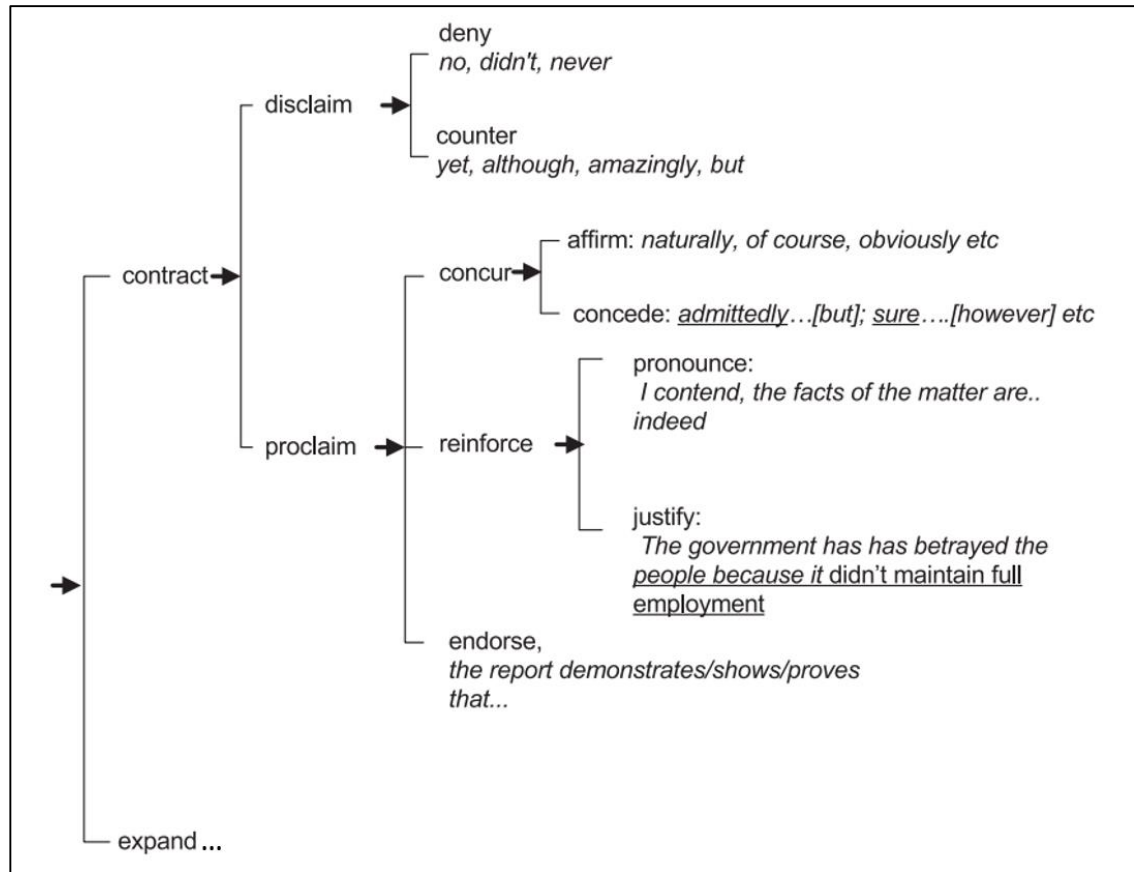 deny
no, didn't, never
disclaim
counter
yet, although, amazingly, but
affirm: naturally, of course, obviously etc
contract
concur
concede: admittedly…[but]; sure….[however] etc
pronounce:
I contend, the facts of the matter are..
indeed
proclaim
reinforce
justify:
The government has has betrayed the
people because it didn't maintain full
employment
endorse,
the report demonstrates/shows/proves
that...
expand ...